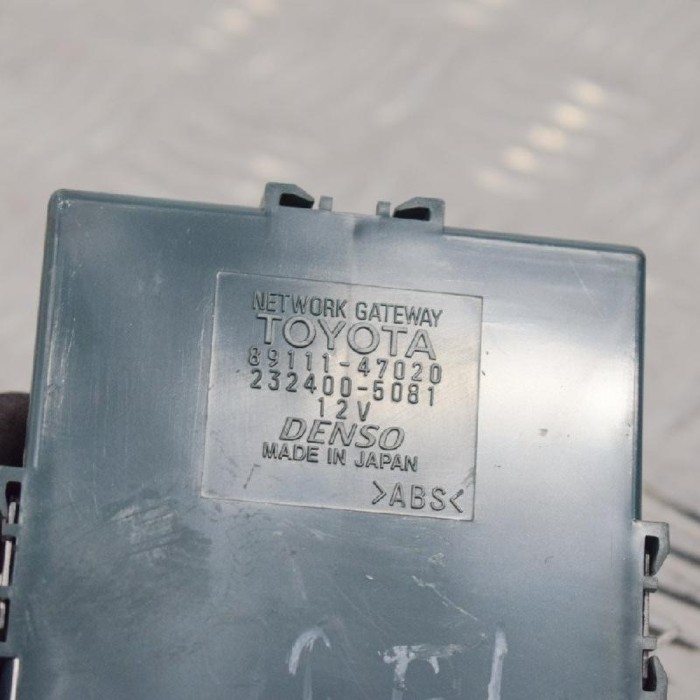 NETWORK GATEWAY
TOYOTA
89111-47020
232400-5081
12V
DENSO
MADE IN JAPAN
>ABS<